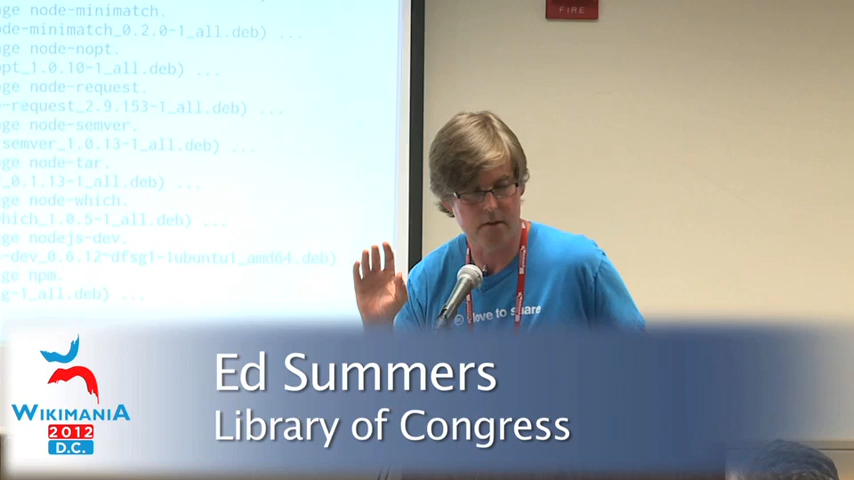 ge node-minimatch.
de-minimatch_0.2.0-1_all.deb) ...
ge node-nopt.
opt_1.0.10-1_all.deb) ...
ge node-request.
-request_2.9.153-1_all.deb) ...
ge node-semver.
semver_1.0.13-1_all.deb) ...
ge node-tar.
_0.1.13-1_all.deb) ...
ge node-which.
which_1.0.5-1_all.deb) ...
ge nodejs-dev.
-dev_0.6.12~dfsg1-1ubuntu1_amd64.deb)
ge npm.
g-1_all.deb) ...
FIRE
love to share
Ed Summers
Library of Congress
WIKIMANIA
2012
D.C.